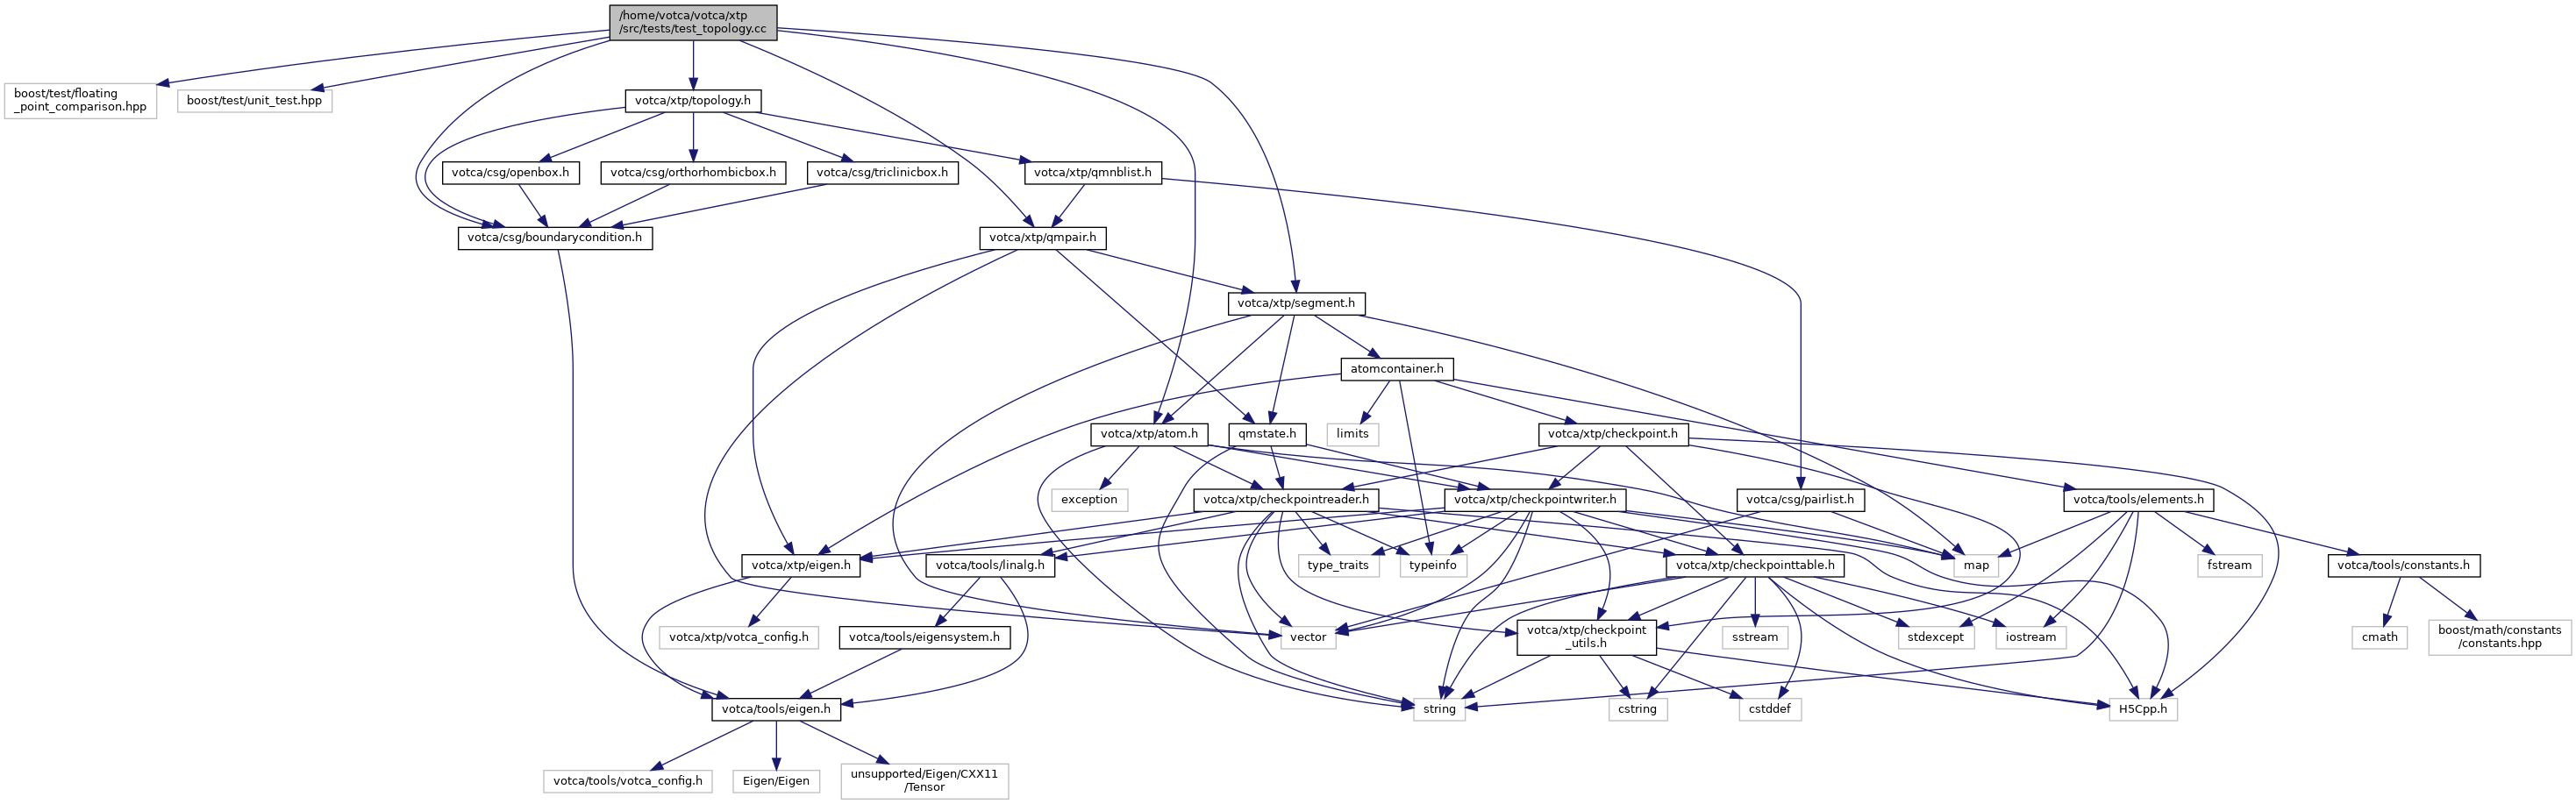 /home/votca/votca/xtp
/src/tests/test_topology.cc
boost/test/floating
_point_comparison.hpp
boost/test/unit_test.hpp
votca/xtp/topology.h
votca/csg/openbox.h
votca/csg/orthorhombicbox.h
votca/csg/triclinicbox.h
votca/xtp/qmnblist.h
votca/csg/boundarycondition.h
votca/xtp/qmpair.h
votca/xtp/segment.h
atomcontainer.h
votca/xtp/atom.h
qmstate.h
limits
votca/xtp/checkpoint.h
exception
votca/xtp/checkpointreader.h
votca/xtp/checkpointwriter.h
votca/csg/pairlist.h
votca/tools/elements.h
votca/xtp/eigen.h
votca/tools/linalg.h
type_traits
typeinfo
votca/xtp/checkpointtable.h
map
fstream
votca/tools/constants.h
votca/xtp/votca_config.h
votca/tools/eigensystem.h
vector
votca/xtp/checkpoint
_utils.h
sstream
stdexcept
iostream
cmath
boost/math/constants
/constants.hpp
votca/tools/eigen.h
string
cstring
cstddef
H5Cpp.h
votca/tools/votca_config.h
Eigen/Eigen
unsupported/Eigen/CXX11
/Tensor